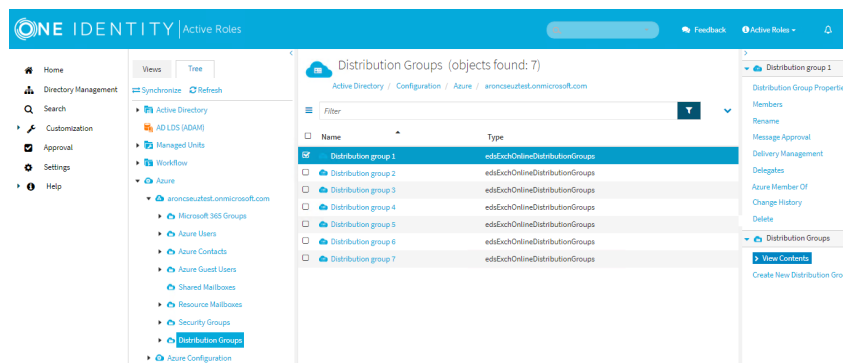 ONE IDENTITY Active Roles
Feedback
Active Roles
Home
Directory Management
Search
Customization
Approval
Settings
Help
Views Tree
Synchronize Refresh
Active Directory
AD LDS (ADAM)
Managed Units
Workflow
Azure
aroncseuztest.onmicrosoft.com
Microsoft 365 Groups
Azure Users
Azure Contacts
Azure Guest Users
Shared Mailboxes
Resource Mailboxes
Security Groups
Distribution Groups
Azure Configuration
Distribution Groups (objects found: 7)
Active Directory / Configuration / Azure / aroncseuztest.onmicrosoft.com
Filter
Name Type
Distribution group 1 edsExchOnlineDistributionGroups
Distribution group 2 edsExchOnlineDistributionGroups
Distribution group 3 edsExchOnlineDistributionGroups
Distribution group 4 edsExchOnlineDistributionGroups
Distribution group 5 edsExchOnlineDistributionGroups
Distribution group 6 edsExchOnlineDistributionGroups
Distribution group 7 edsExchOnlineDistributionGroups
Distribution group 1
Distribution Group Propertie
Members
Rename
Message Approval
Delivery Management
Delegates
Azure Member Of
Change History
Delete
Distribution Groups
View Contents
Create New Distribution Gro